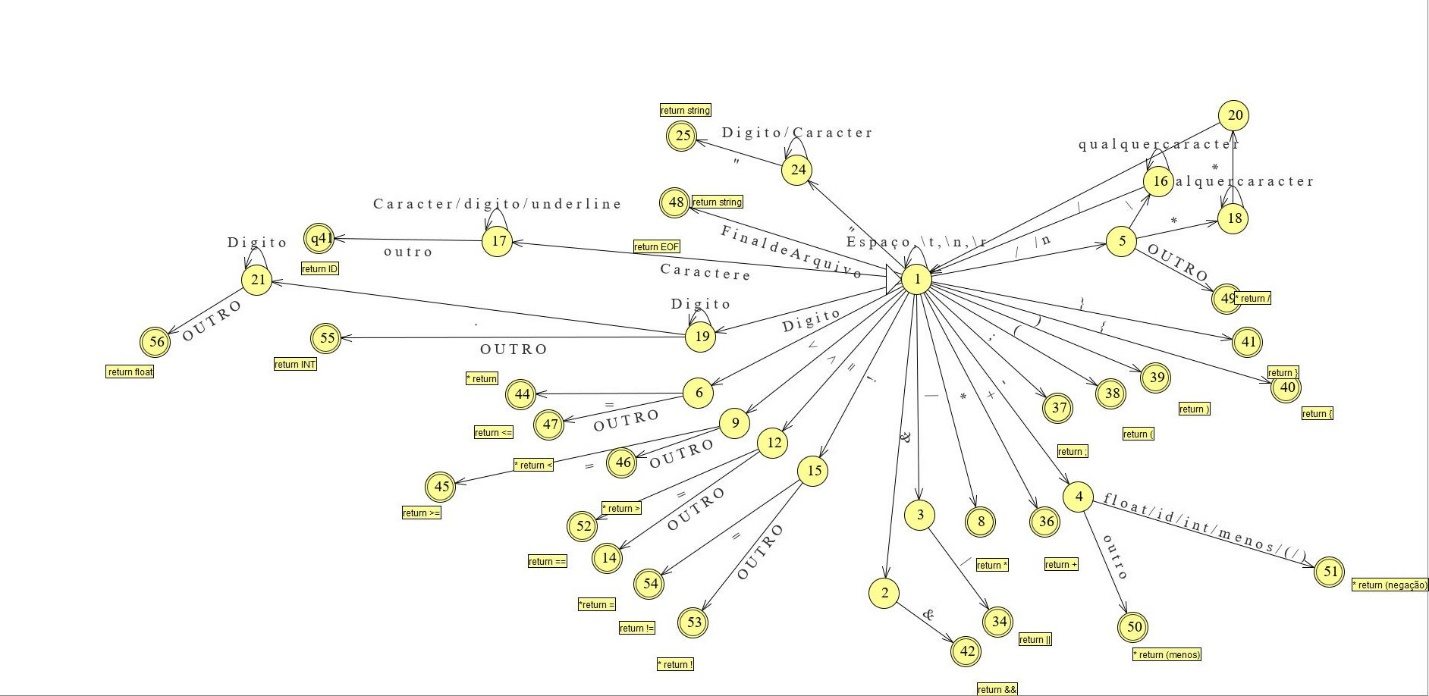 20
return string
25
Digito/Caracter
qualquercaracter
"
24
*
16
alquercaracter
48
return string
Caracter/digito/underline
/
\
*
18
"
q41
outro
17
return EOF
FinaldeArquivo
Espaço,\t,\n,\r
/
\n
5
OUTRO
Digito
return ID
Caractere
1
21
49
* return /
Digito
}
.
Digito
OUTRO
56
55
OUTRO
19
<
>
=
!
;
(
)
{
41
return float
return INT
return }
* return
44
=
6
|
*
+
-
37
38
39
40
return <=
47
OUTRO
9
return )
return {
&
return (
* return <
=
46
OUTRO
12
return ;
45
15
4
float/id/int/menos/(/)
return >=
* return >
=
OUTRO
3
8
36
52
=
OUTRO
outro
return ==
14
return *
return +
51
54
* return (negação)
*return =
2
&
34
return !=
53
50
return ||
42
* return (menos)
* return !
return &&